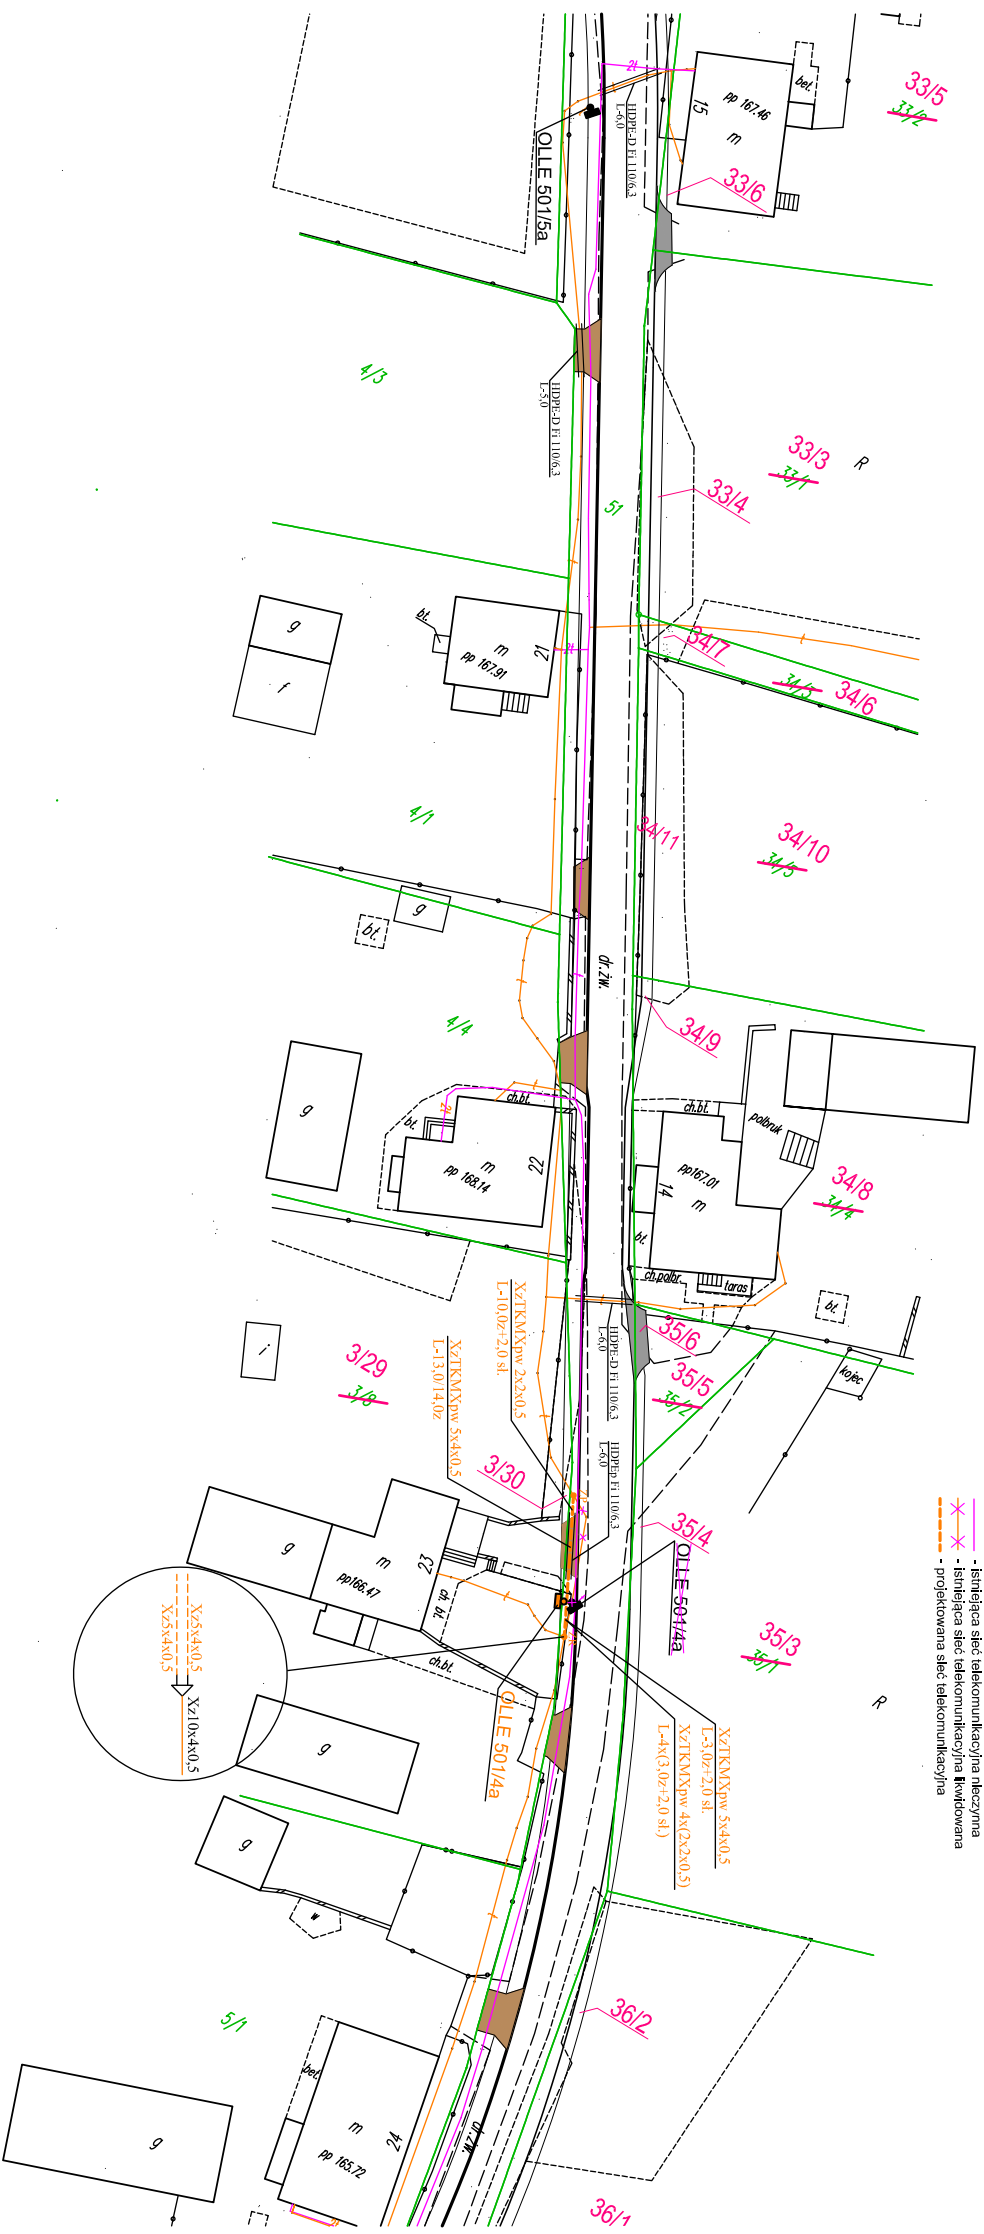 33/5
33/2
bet.
pp 167.46
15
m
2t
HDPE-D Fi 110/6,3
L-6,0
OLLE 501/5a
33/6
4/3
HDPE-D Fi 110/6,3
L-5,0
33/3
33/1
R
33/4
51
g
f
bt.
m
pp 167.91
21
2t
34/7
34/3
34/6
4/1
34/11
34/10
34/5
g
bt.
dr.żw.
4/4
34/9
g
ch.bt.
2t
bt.
m
pp 168.14
22
ch.bt.
polbruk
pp167.01
14
m
34/8
34/4
bt.
ch.polbr.
taras
bt.
kojec
i
3/29
3/8
XzTKMXpw 2x2x0,5
L-10,0z+2,0 sł.
XzTKMXpw 5x4x0,5
L-13,0/14,0z
HDPE-D Fi 110/6,3
L-6,0
35/6
35/5
35/2
HDPEp Fi 110/6,3
L-6,0
3/30
35/4
OLLE 501/4a
g
m
pp166.47
23
ch. bt.
ch.bt.
35/3
35/1
R
- istniejąca sieć telekomunikacyjna nieczynna
- istniejąca sieć telekomunikacyjna likwidowana
- projektowana sieć telekomunikacyjna
Xz5x4x0,5
Xz5x4x0,5
Xz10x4x0,5
OLLE 501/4a
XzTKMXpw 5x4x0,5
L-3,0z+2,0 sł.
XzTKMXpw 4x(2x2x0,5)
L-4x(3,0z+2,0 sł.)
g
g
w
5/1
36/2
bet.
m
pp 165.72
24
dr.żw.
g
36/1